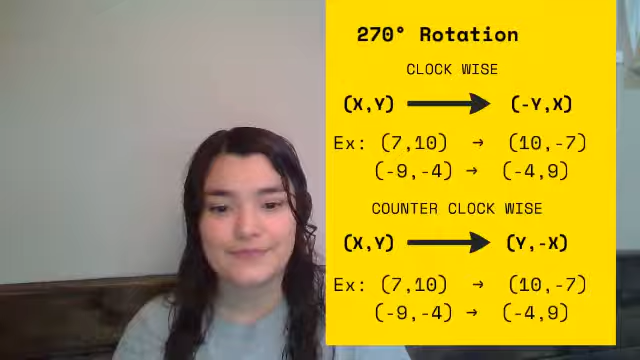 270° Rotation
CLOCK WISE
(X,Y) → (-Y,X)
Ex: (7,10) → (10,-7)
(-9,-4) → (-4,9)
COUNTER CLOCK WISE
(X,Y) → (Y,-X)
Ex: (7,10) → (10,-7)
(-9,-4) → (-4,9)